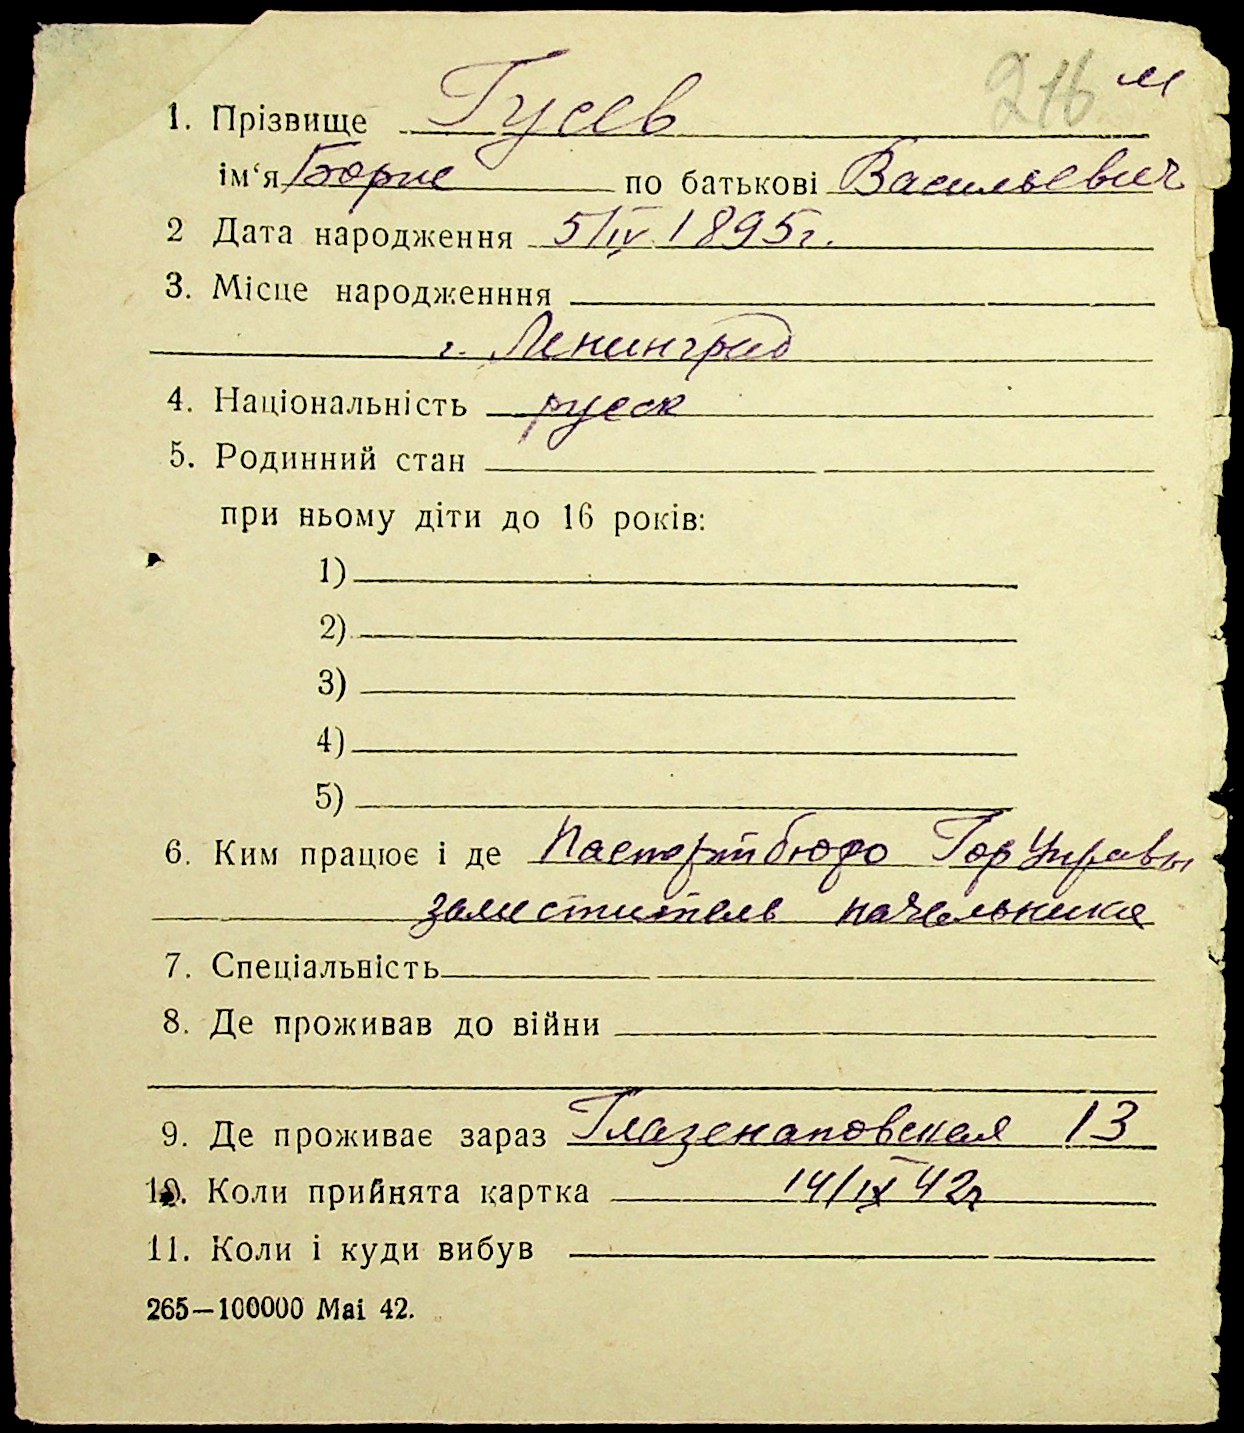 216 м
1. Прізвище Гусев
ім‘я Борис по батькові Васильевич
2 Дата народження 5/IV 1895г.
3. Місце народженння
г. Ленинград
4. Національність русск
5. Родинний стан
при ньому діти до 16 років:
1)
2)
3)
4)
5)
6. Ким працює і де Паспортбюро ГорУправы
заместитель начальника
7. Спеціальність
8. Де проживав до війни
9. Де проживає зараз Глазенаповская 13
10. Коли прийнята картка 14/IX 42г
11. Коли і куди вибув
265—100000 Mai 42.